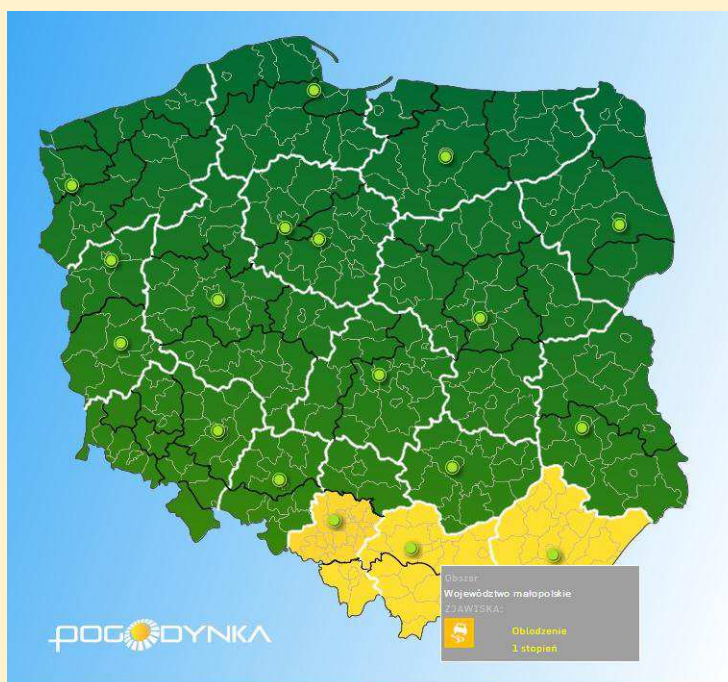 Obszar
Województwo małopolskie
ZJAWISKA:
Oblodzenie
1 stopień
POGODYNKA